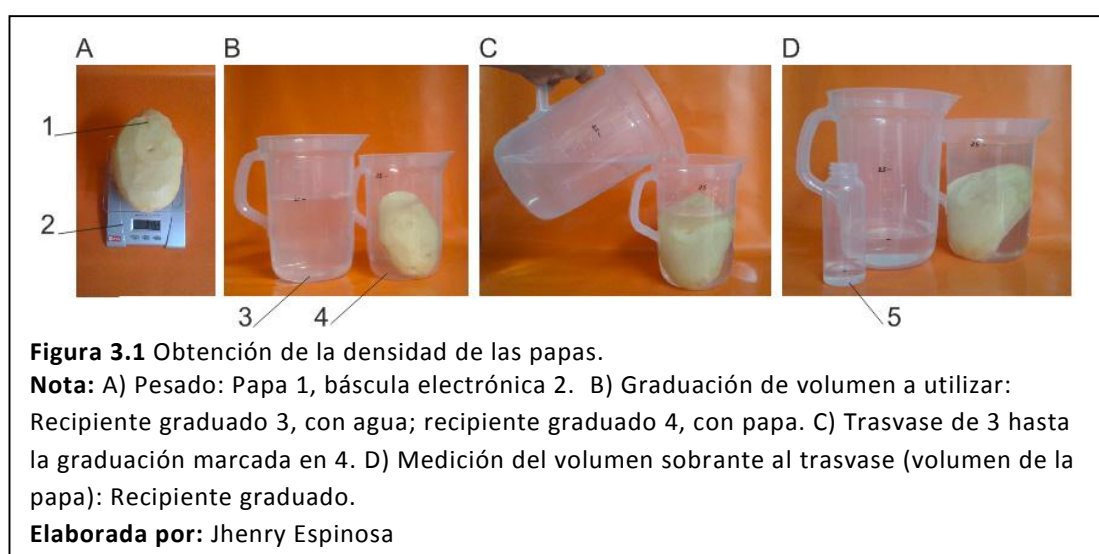 A B C D
1
2
3 4 5
Figura 3.1 Obtención de la densidad de las papas.
Nota: A) Pesado: Papa 1, báscula electrónica 2. B) Graduación de volumen a utilizar:
Recipiente graduado 3, con agua; recipiente graduado 4, con papa. C) Trasvase de 3 hasta
la graduación marcada en 4. D) Medición del volumen sobrante al trasvase (volumen de la
papa): Recipiente graduado.
Elaborada por: Jhenry Espinosa